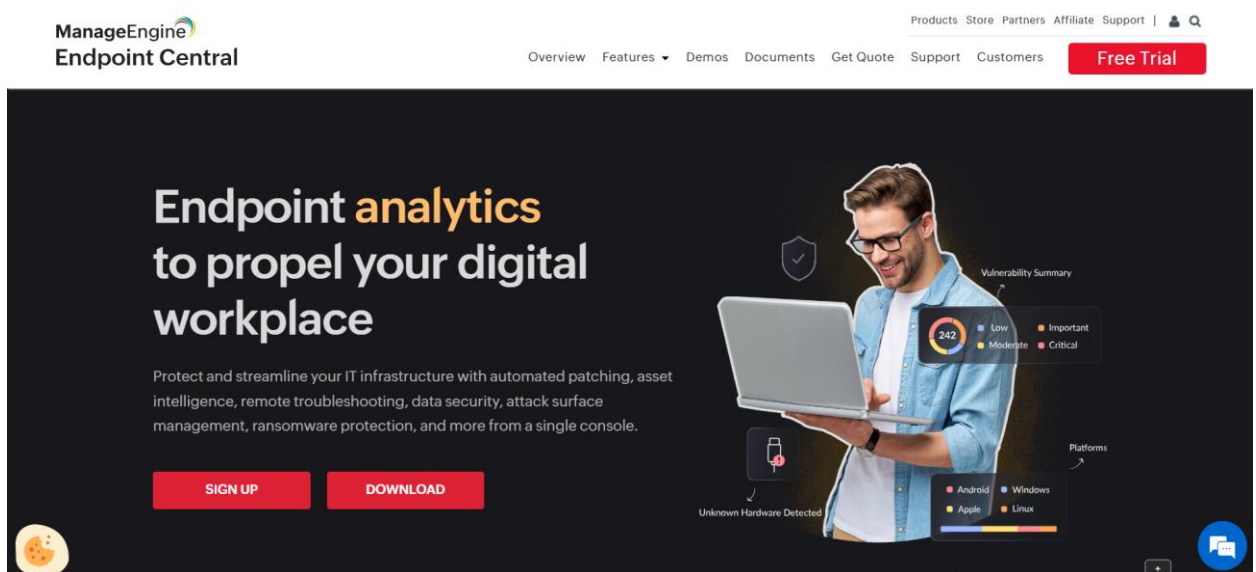 Products Store Partners Affiliate Support |
ManageEngine
Endpoint Central
Overview Features Demos Documents Get Quote Support Customers Free Trial
Endpoint analytics
to propel your digital
workplace
Protect and streamline your IT infrastructure with automated patching, asset
intelligence, remote troubleshooting, data security, attack surface
management, ransomware protection, and more from a single console.
SIGN UP DOWNLOAD
Vulnerability Summary
242
Low Important
Moderate Critical
Unknown Hardware Detected
Platforms
Android Windows
Apple Linux
+